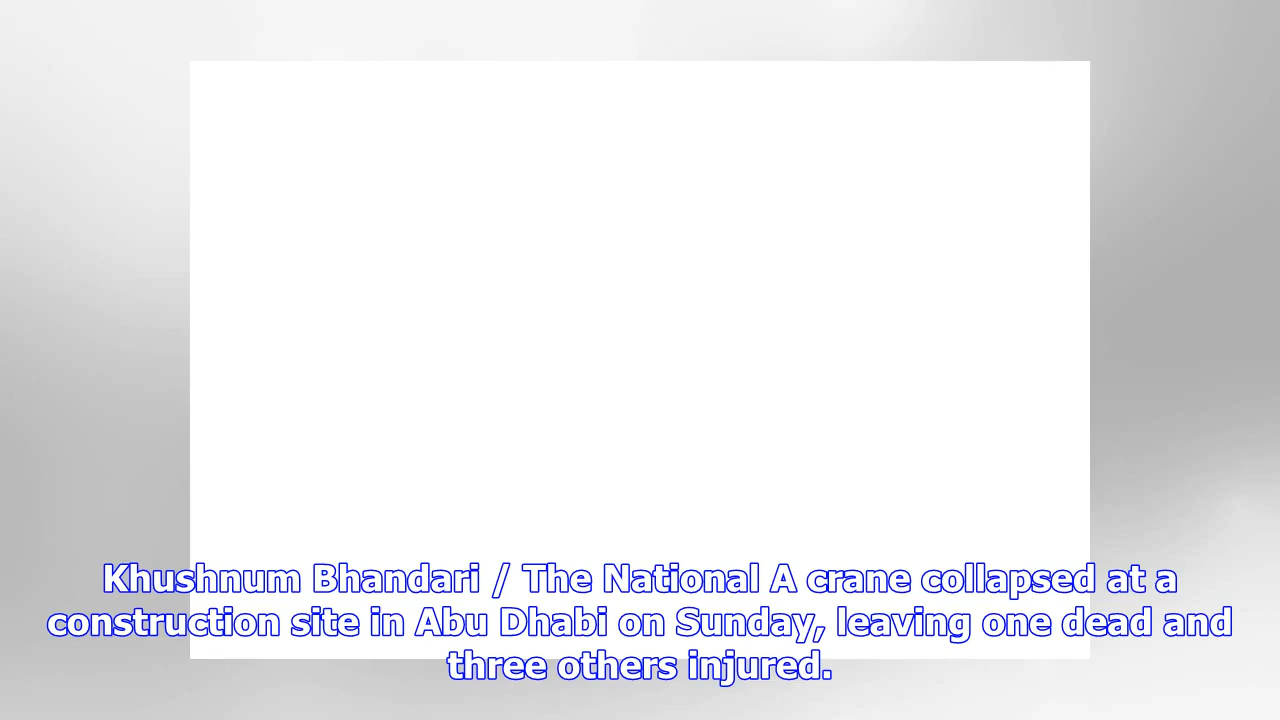 Khushnum Bhandari / The National A crane collapsed at a
construction site in Abu Dhabi on Sunday, leaving one dead and
three others injured.